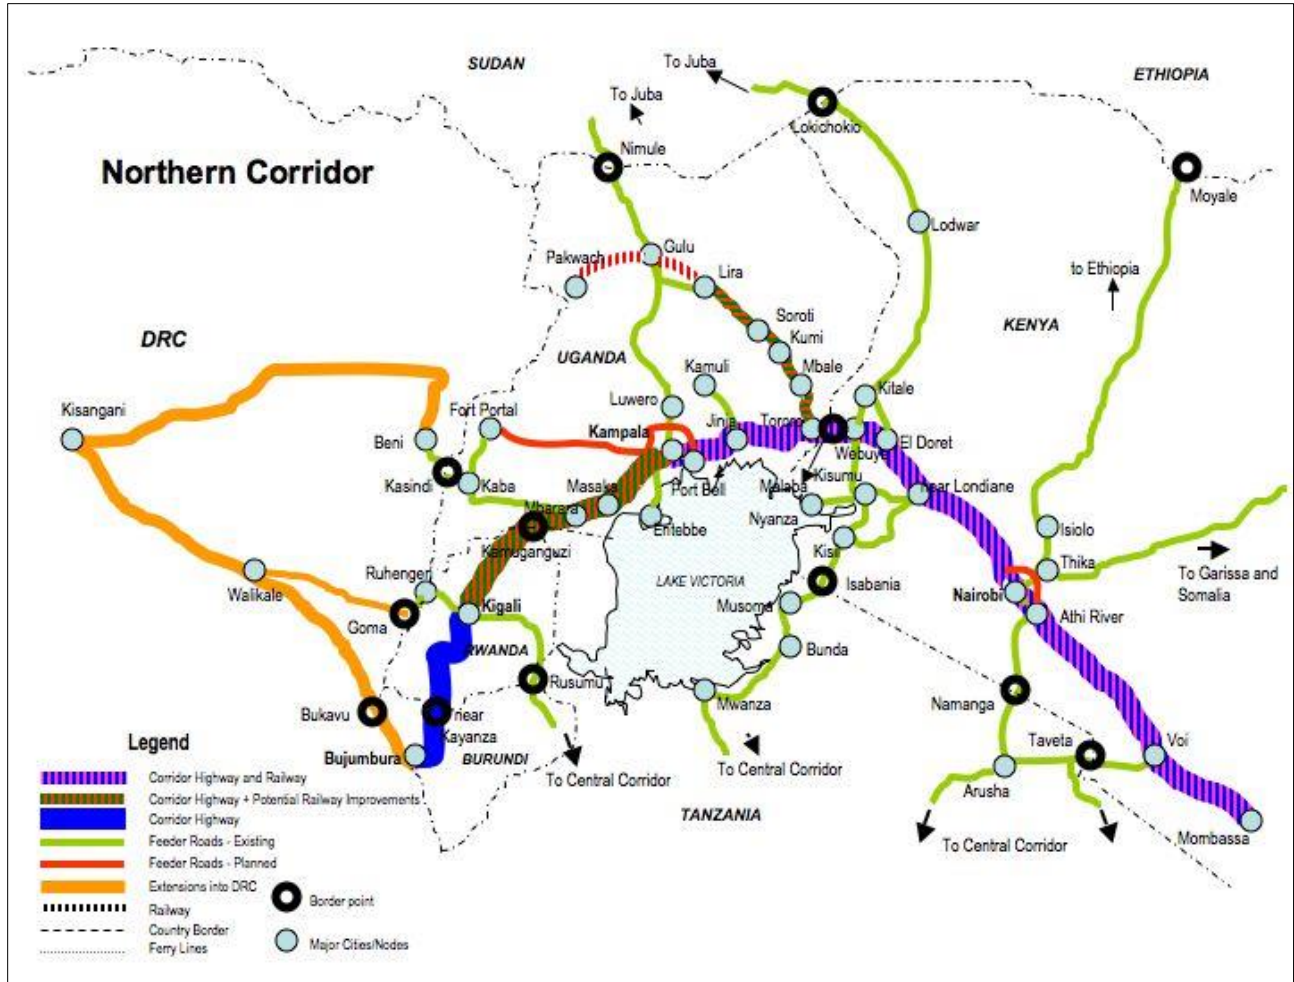 SUDAN
To Juba
ETHIOPIA
To Juba
Lokichokio
Nimule
Northern Corridor
Moyale
Lodwar
Gulu
Pakwach
Lira
to Ethiopia
Soroti
KENYA
Kumi
DRC
UGANDA
Kamuli
Mbale
Kitale
Kisangani
Luwero
Fort Portal
Kampala
Jinja
Tororo
Beni
El Doret
Webuye
Kasindi
Kaba
Masaka
Port Bell
Malaba
Kisumu
near Londiane
Mbarara
Nyanza
Entebbe
Isiolo
Kamuganguzi
Kisii
Thika
Ruhengeri
LAKE VICTORIA
Isabania
To Garissa and
Somalia
Walikale
Kigali
Musoma
Nairobi
Athi River
Goma
RWANDA
Bunda
Rusumu
Mwanza
Namanga
Bukavu
near
Kayanza
Taveta
Voi
Legend
Bujumbura
BURUNDI
To Central Corridor
To Central Corridor
Arusha
Corridor Highway and Railway
Corridor Highway + Potential Railway Improvements
Corridor Highway
TANZANIA
Feeder Roads - Existing
To Central Corridor
Mombassa
Feeder Roads - Planned
Extensions into DRC
Border point
Railway
Country Border
Major Cities/Nodes
Ferry Lines